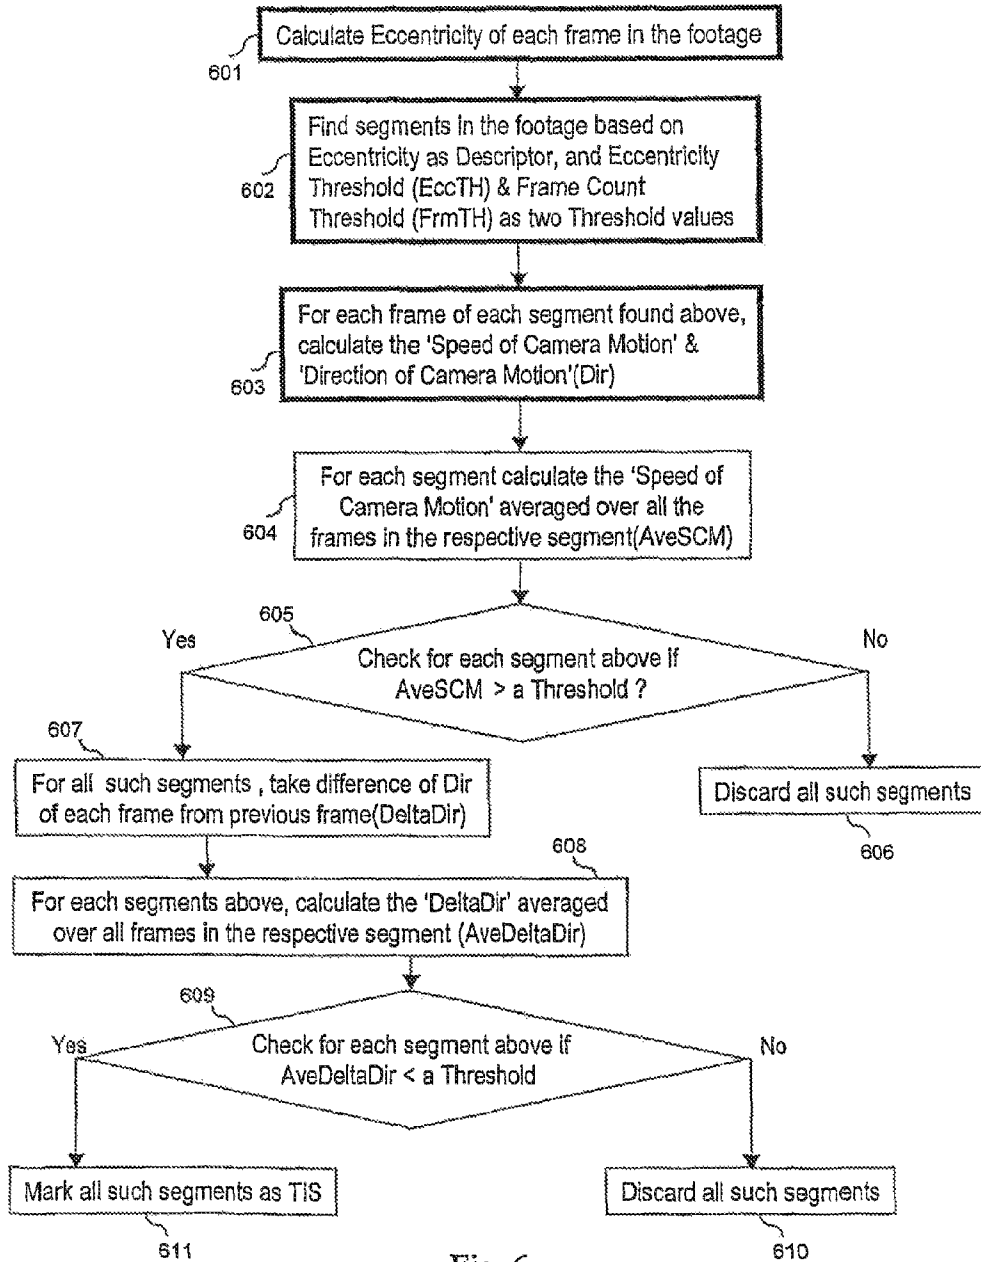 Calculate Eccentricity of each frame in the footage
601
Find segments in the footage based on
Eccentricity as Descriptor, and Eccentricity
Threshold (EccTH) & Frame Count
Threshold (FrmTH) as two Threshold values
602
For each frame of each segment found above,
calculate the 'Speed of Camera Motion' &
'Direction of Camera Motion'(Dir)
603
For each segment calculate the 'Speed of
Camera Motion' averaged over all the
frames in the respective segment(AveSCM)
604
605
Yes
No
Check for each segment above if
AveSCM > a Threshold ?
607
For all such segments , take difference of Dir
of each frame from previous frame(DeltaDir)
Discard all such segments
606
608
For each segments above, calculate the 'DeltaDir' averaged
over all frames in the respective segment (AveDeltaDir)
609
Yes
No
Check for each segment above if
AveDeltaDir < a Threshold
Mark all such segments as TIS
Discard all such segments
611
610